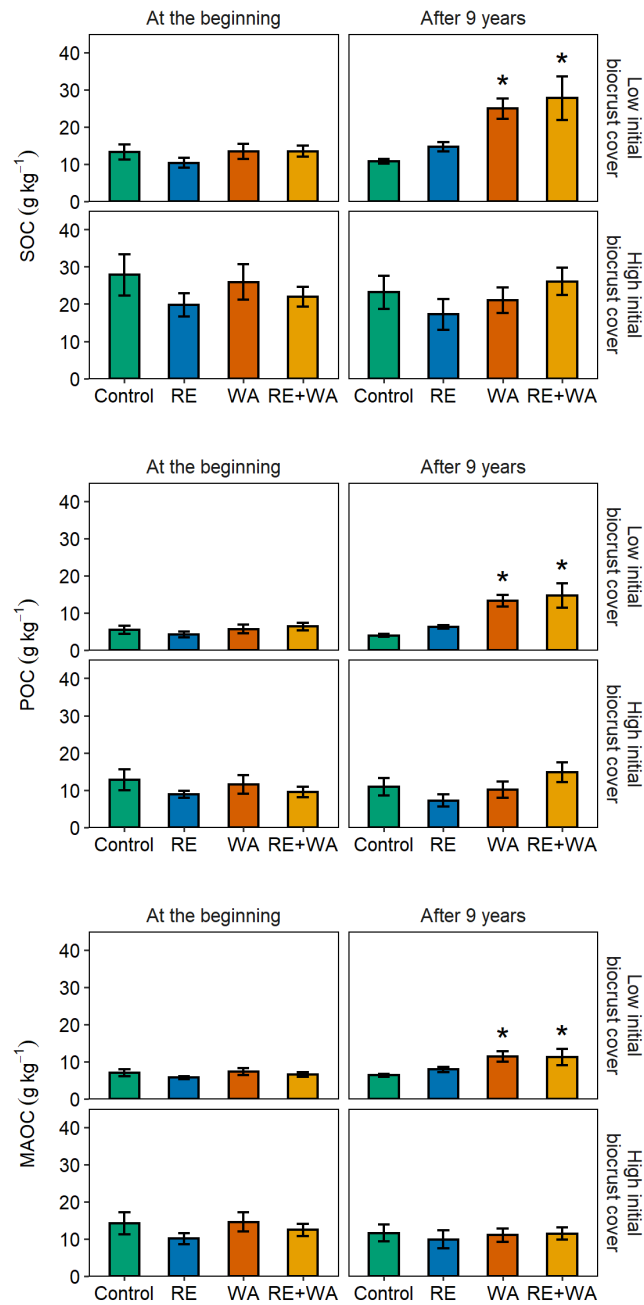 At the beginning
After 9 years
SOC (g kg⁻¹)
40
30
20
10
0
*
*
Low initial
biocrust cover
40
30
20
10
0
High initial
biocrust cover
Control
RE
WA
RE+WA
Control
RE
WA
RE+WA
At the beginning
After 9 years
POC (g kg⁻¹)
40
30
20
10
0
*
*
Low initial
biocrust cover
40
30
20
10
0
High initial
biocrust cover
Control
RE
WA
RE+WA
Control
RE
WA
RE+WA
At the beginning
After 9 years
MAOC (g kg⁻¹)
40
30
20
10
0
*
*
Low initial
biocrust cover
40
30
20
10
0
High initial
biocrust cover
Control
RE
WA
RE+WA
Control
RE
WA
RE+WA